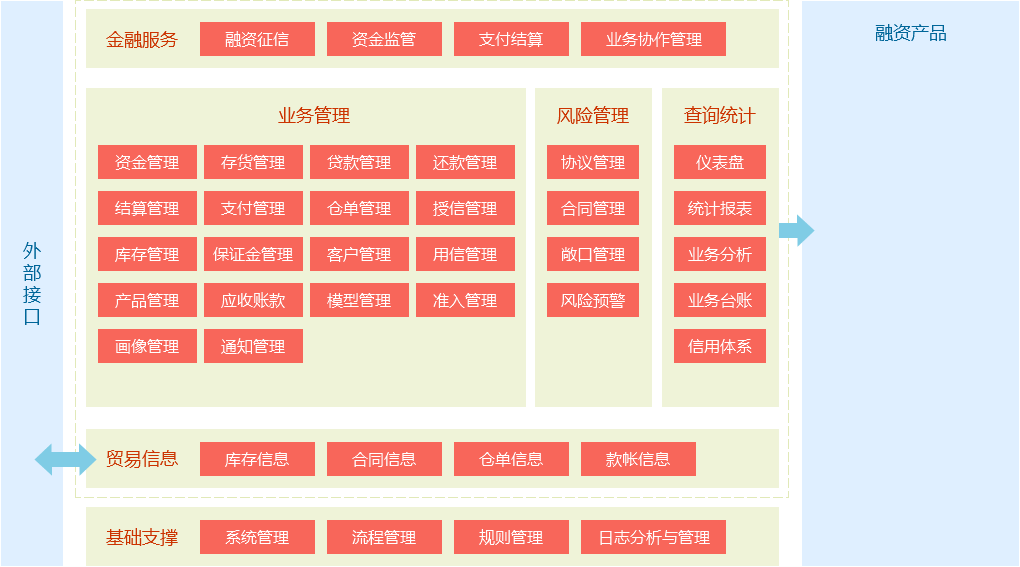 金融服务
融资征信
资金监管
支付结算
业务协作管理
融资产品
外部接口
业务管理
资金管理
存货管理
贷款管理
还款管理
结算管理
支付管理
仓单管理
授信管理
库存管理
保证金管理
客户管理
用信管理
产品管理
应收账款
模型管理
准入管理
画像管理
通知管理
风险管理
协议管理
合同管理
敞口管理
风险预警
查询统计
仪表盘
统计报表
业务分析
业务台账
信用体系
贸易信息
库存信息
合同信息
仓单信息
款帐信息
基础支撑
系统管理
流程管理
规则管理
日志分析与管理